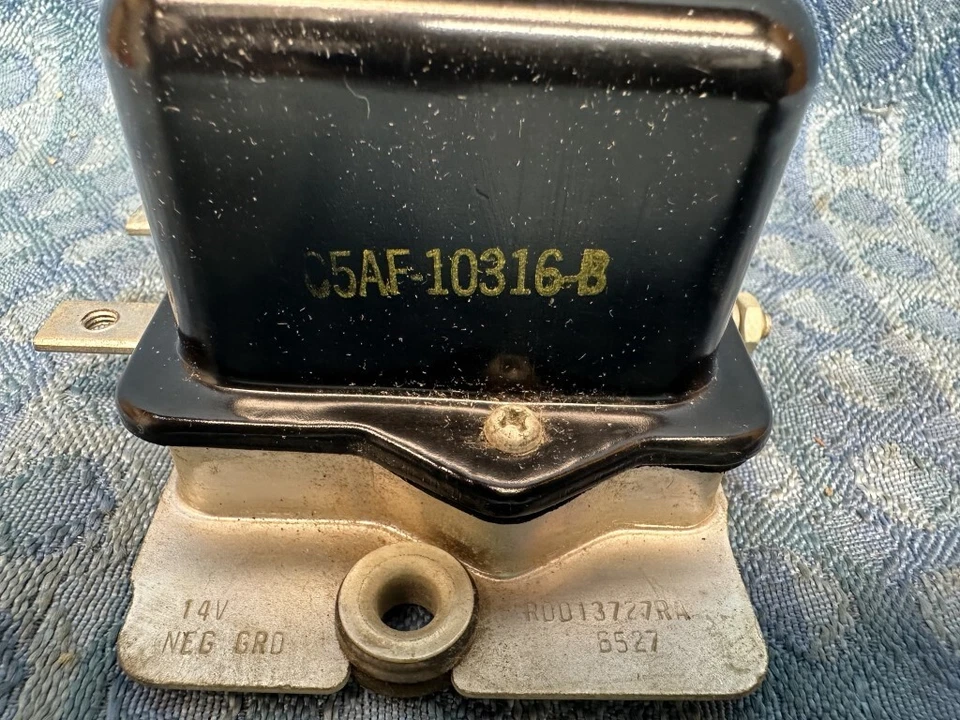 C5AF-10316-B
14V
NEG GRD
RDD13727RA
6527